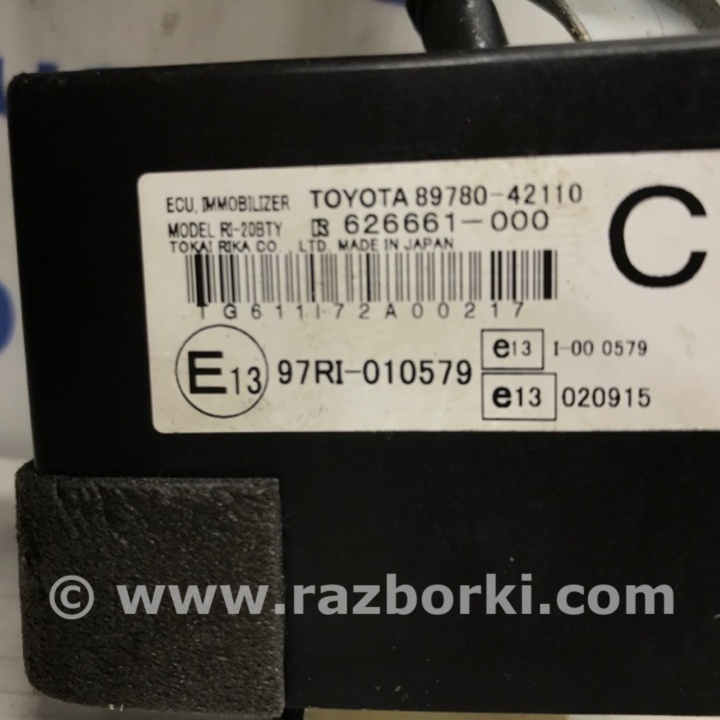 ECU, IMMOBILIZER TOYOTA 89780-42110
MODEL RI-20BTY 626661-000
TOKAI RIKA CO. LTD. MADE IN JAPAN
C
TG611I72A00217
E13 97RI-010579
e13 I-00 0579
e13 020915
© www.razborki.com